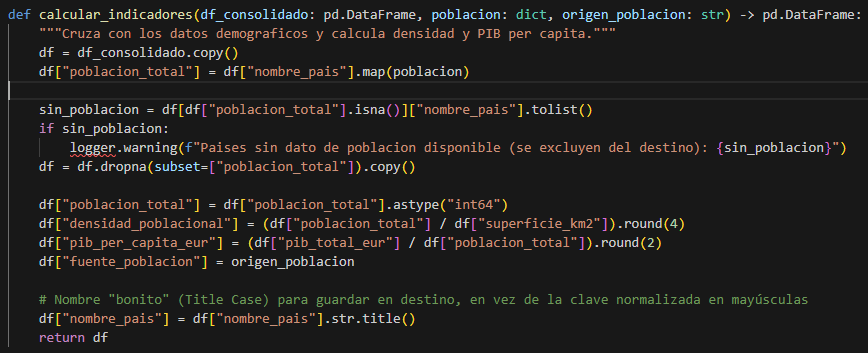 def calcular_indicadores(df_consolidado: pd.DataFrame, poblacion: dict, origen_poblacion: str) -> pd.DataFrame:
    """Cruza con los datos demograficos y calcula densidad y PIB per capita."""
    df = df_consolidado.copy()
    df["poblacion_total"] = df["nombre_pais"].map(poblacion)

    sin_poblacion = df[df["poblacion_total"].isna()]["nombre_pais"].tolist()
    if sin_poblacion:
        logger.warning(f"Paises sin dato de poblacion disponible (se excluyen del destino): {sin_poblacion}")
    df = df.dropna(subset=["poblacion_total"]).copy()

    df["poblacion_total"] = df["poblacion_total"].astype("int64")
    df["densidad_poblacional"] = (df["poblacion_total"] / df["superficie_km2"]).round(4)
    df["pib_per_capita_eur"] = (df["pib_total_eur"] / df["poblacion_total"]).round(2)
    df["fuente_poblacion"] = origen_poblacion

    # Nombre "bonito" (Title Case) para guardar en destino, en vez de la clave normalizada en mayúsculas
    df["nombre_pais"] = df["nombre_pais"].str.title()
    return df